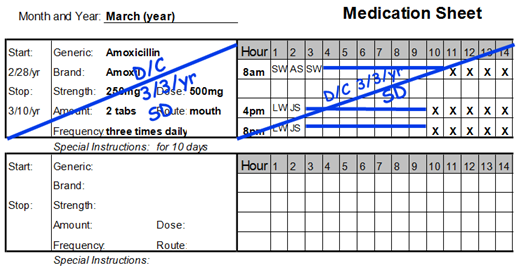 Month and Year: March (year) Medication Sheet
Start: Generic: Amoxicillin Hour 1 2 3 4 5 6 7 8 9 10 11 12 13 14
2/28/yr Brand: Amoxil D/C 8am SW AS SW X X X X
Stop: Strength: 250mg Dose: 500mg 3/3/yr D/C 3/3/yr
3/10/yr Amount: 2 tabs Route: mouth SD 4pm LW JS SD X X X X X
Frequency: three times daily 8pm LW JS X X X X X
Special Instructions: for 10 days
Start: Generic: Hour 1 2 3 4 5 6 7 8 9 10 11 12 13 14
Brand:
Stop: Strength:
Amount: Dose:
Frequency: Route:
Special Instructions: